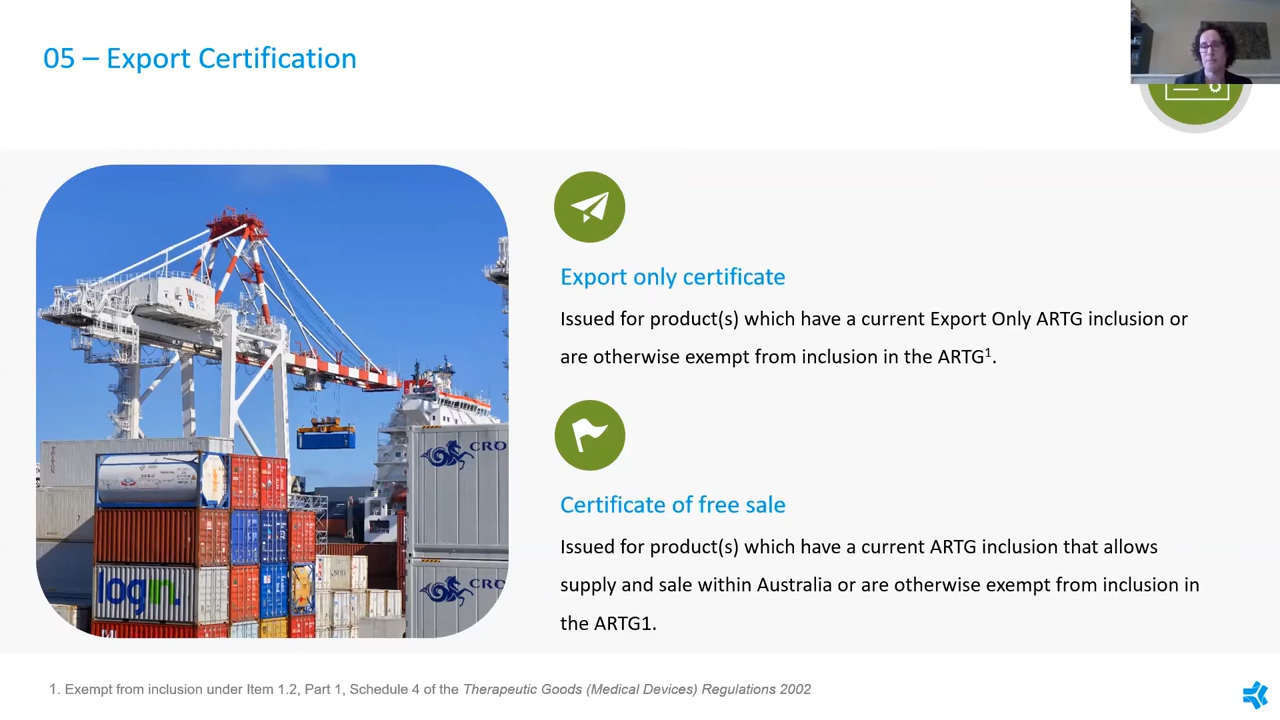 05 – Export Certification
Export only certificate
Issued for product(s) which have a current Export Only ARTG inclusion or
are otherwise exempt from inclusion in the ARTG¹.
CRO
logn.
CRO
Certificate of free sale
Issued for product(s) which have a current ARTG inclusion that allows
supply and sale within Australia or are otherwise exempt from inclusion in
the ARTG1.
1. Exempt from inclusion under Item 1.2, Part 1, Schedule 4 of the Therapeutic Goods (Medical Devices) Regulations 2002